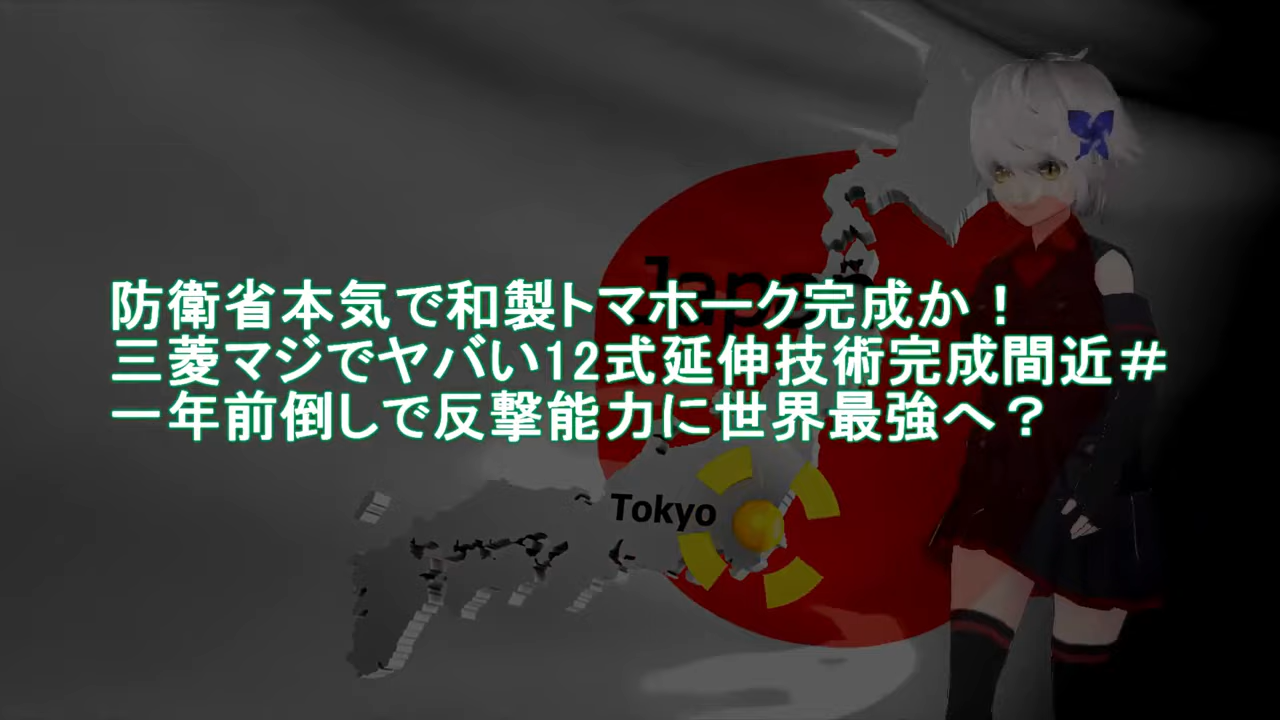 防衛省本気で和製トマホーク完成か！
三菱マジでヤバい12式延伸技術完成間近＃
一年前倒しで反撃能力に世界最強へ？
Japan
Tokyo